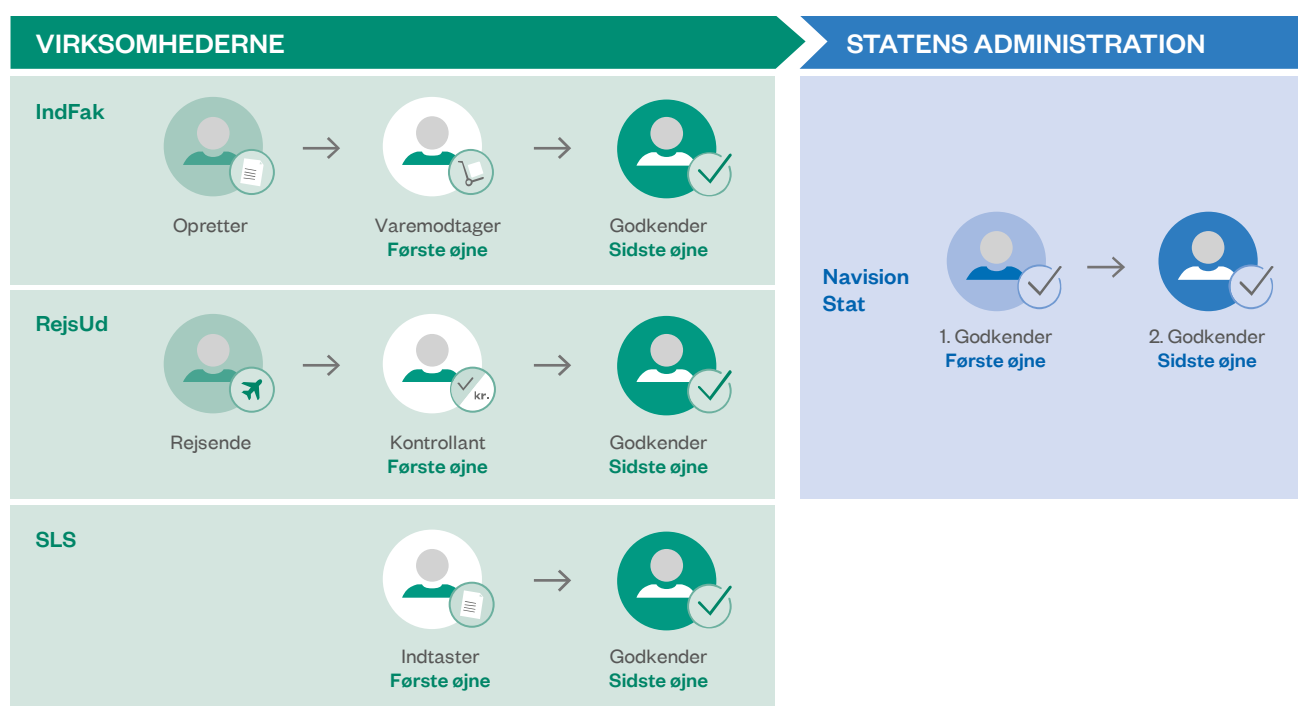 VIRKSOMHEDERNE
STATENS ADMINISTRATION
IndFak
Opretter
Varemodtager
Første øjne
Godkender
Sidste øjne
RejsUd
kr.
Rejsende
Kontrollant
Første øjne
Godkender
Sidste øjne
SLS
Indtaster
Første øjne
Godkender
Sidste øjne
Navision
Stat
1. Godkender
Første øjne
2. Godkender
Sidste øjne